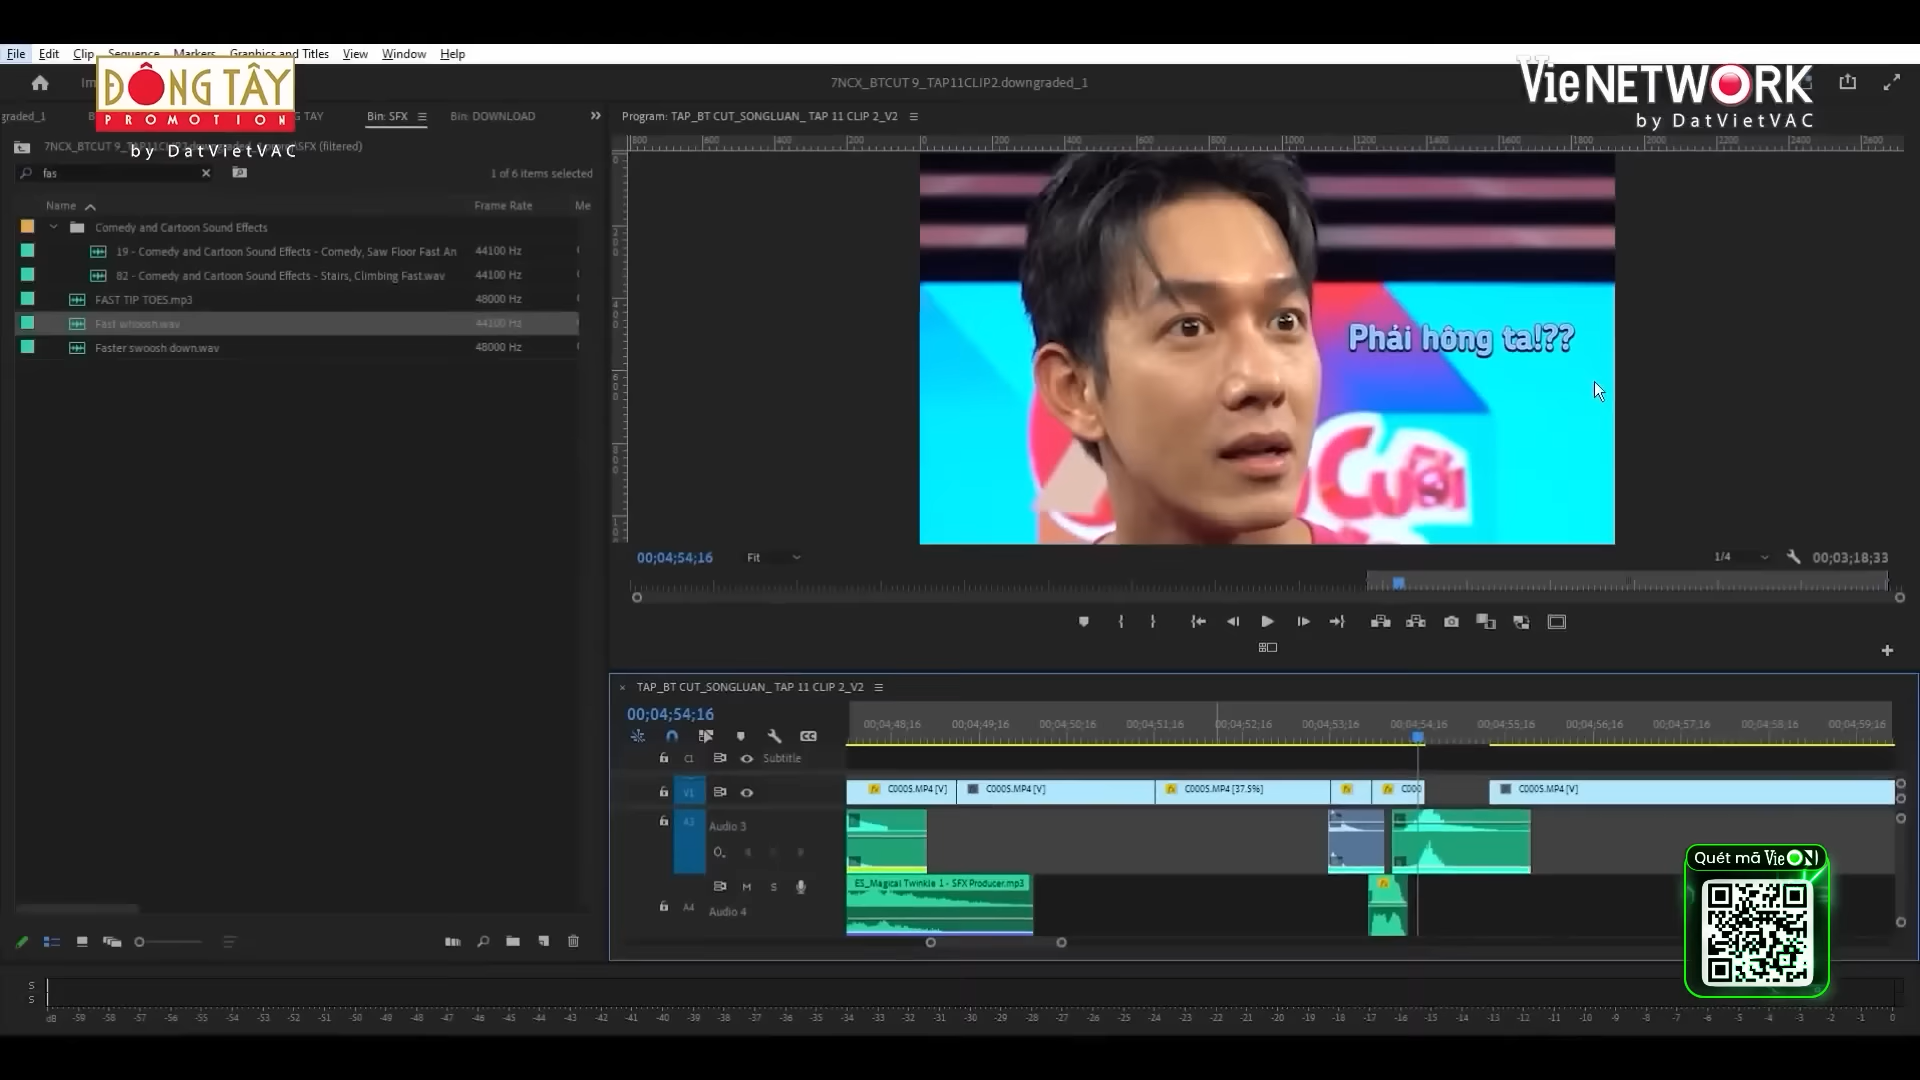 File Edit Clip Sequence Markers Graphics and Titles View Window Help
ĐÔNG TÂY
PROMOTION
by DatVietVAC
7NCX_BTCUT 9_TAP11CLIP2.downgraded_1
VieNETWORK
by DatVietVAC
graded_1
TAY
Bin: SFX
Bin: DOWNLOAD
Program: TAP_BT CUT_SONGLUAN_ TAP 11 CLIP 2_V2
SFX (filtered)
fas
1 of 6 items selected
Name
Frame Rate
Me
Comedy and Cartoon Sound Effects
19 - Comedy and Cartoon Sound Effects - Comedy, Saw Floor Fast An
44100 Hz
82 - Comedy and Cartoon Sound Effects - Stairs, Climbing Fast.wav
44100 Hz
FAST TIP TOES.mp3
48000 Hz
Fast whoosh.wav
44100 Hz
Faster swoosh down.wav
48000 Hz
Phải hông ta!??
CƯỜI
00;04;54;16
Fit
1/4
00;03;18;33
TAP_BT CUT_SONGLUAN_ TAP 11 CLIP 2_V2
00;04;54;16
00;04;48;16 00;04;49;16 00;04;50;16 00;04;51;16 00;04;52;16 00;04;53;16 00;04;54;16 00;04;55;16 00;04;56;16 00;04;57;16 00;04;58;16 00;04;59;16
C1
Subtitle
V1
C0005.MP4 [V]
C0005.MP4 [V]
C0005.MP4 [37.5%]
C000
C0005.MP4 [V]
A3
Audio 3
M S
ES_Magical Twinkle 1 - SFX Producer.mp3
A4
Audio 4
Quét mã VieON
S
S
dB -59 -58 -57 -56 -55 -54 -53 -52 -51 -50 -49 -48 -47 -46 -45 -44 -43 -42 -41 -40 -39 -38 -37 -36 -35 -34 -33 -32 -31 -30 -29 -28 -27 -26 -25 -24 -23 -22 -21 -20 -19 -18 -17 -16 -15 -14 -13 -12 -11 -10 -9 -8 -7 -6 -5 -4 -3 -2 -1 0